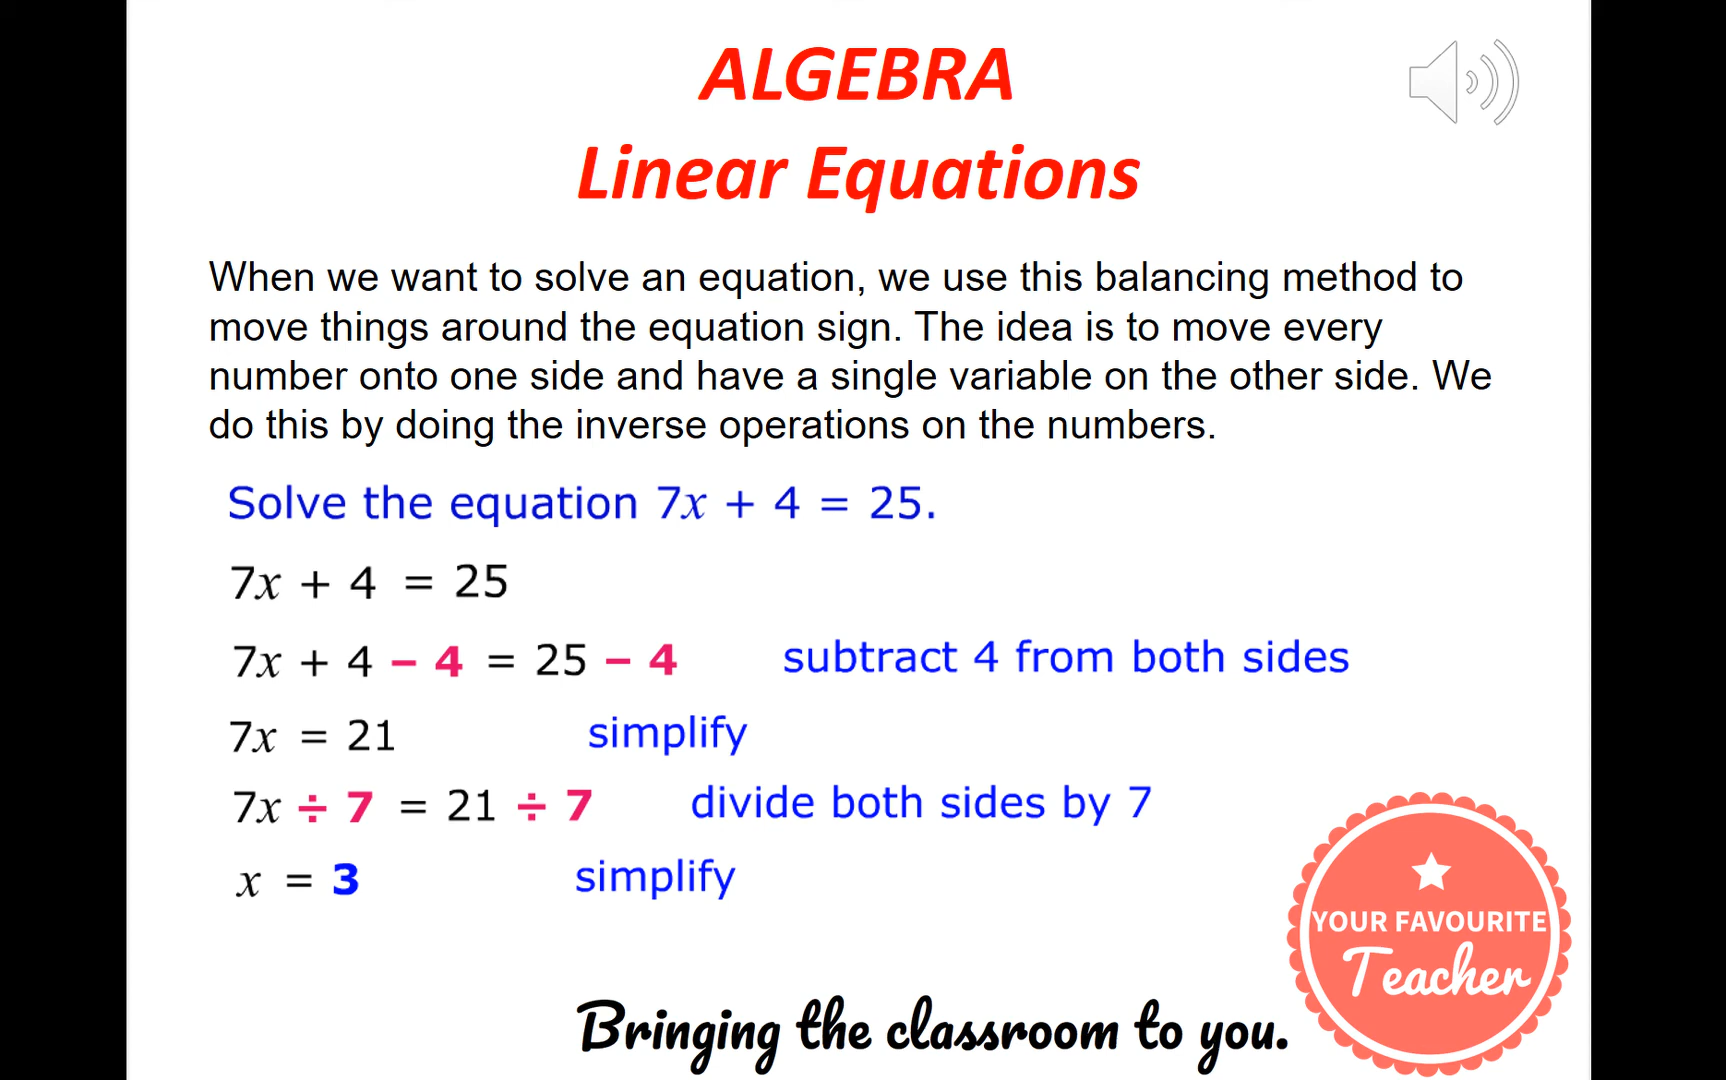 ALGEBRA
Linear Equations
When we want to solve an equation, we use this balancing method to
move things around the equation sign. The idea is to move every
number onto one side and have a single variable on the other side. We
do this by doing the inverse operations on the numbers.
Solve the equation 7x + 4 = 25.
7x + 4 = 25
7x + 4 – 4 = 25 – 4 subtract 4 from both sides
7x = 21 simplify
7x ÷ 7 = 21 ÷ 7 divide both sides by 7
x = 3 simplify
YOUR FAVOURITE
Teacher
Bringing the classroom to you.